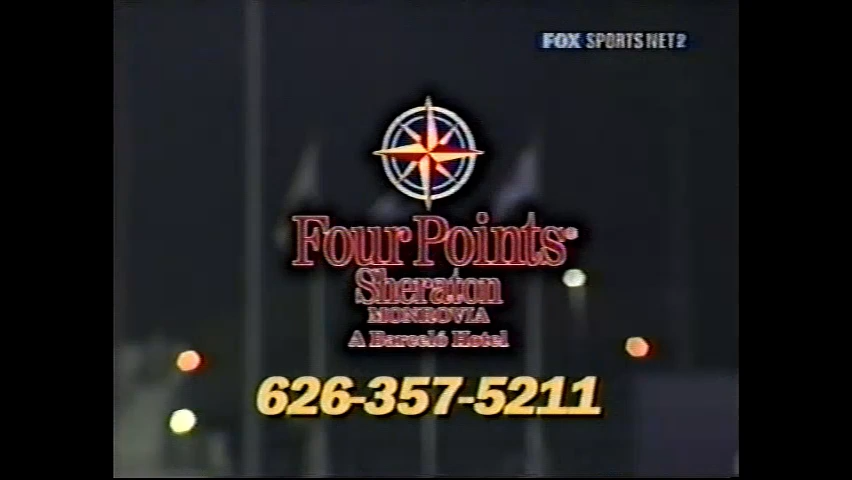 FOX SPORTS NET 2
Four Points®
Sheraton
MONROVIA
A Barceló Hotel
626-357-5211